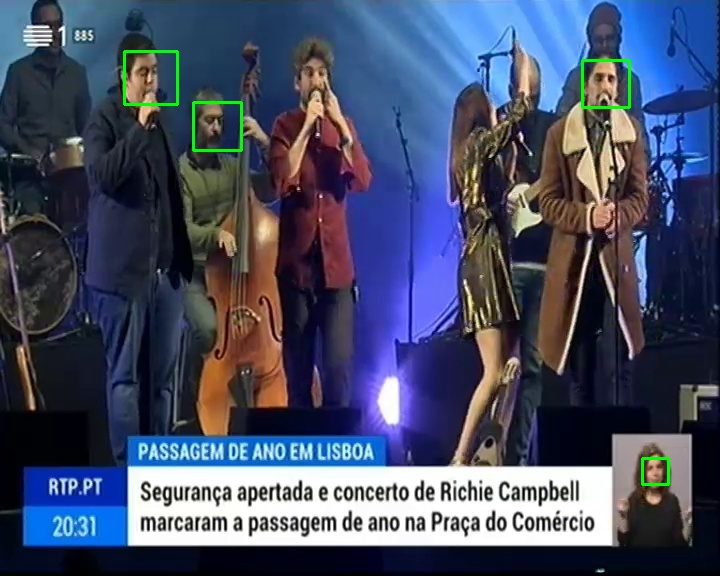 1 885
PASSAGEM DE ANO EM LISBOA
RTP.PT
Segurança apertada e concerto de Richie Campbell
20:31
marcaram a passagem de ano na Praça do Comércio